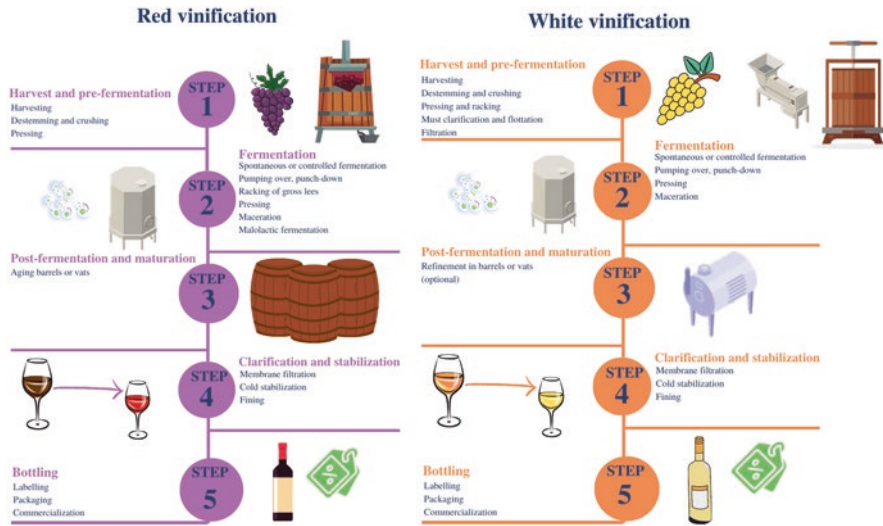 Red vinification
Harvest and pre-fermentation
Harvesting
Destemming and crushing
Pressing
STEP
1
Fermentation
Spontaneous or controlled fermentation
Pumping over, punch-down
Racking of gross lees
Pressing
Maceration
Malolactic fermentation
STEP
2
Post-fermentation and maturation
Aging barrels or vats
STEP
3
Clarification and stabilization
Membrane filtration
Cold stabilization
Fining
STEP
4
Bottling
Labelling
Packaging
Commercialization
STEP
5
%
White vinification
Harvest and pre-fermentation
Harvesting
Destemming and crushing
Pressing and racking
Must clarification and flottation
Filtration
STEP
1
Fermentation
Spontaneous or controlled fermentation
Pumping over, punch-down
Pressing
Maceration
STEP
2
Post-fermentation and maturation
Refinement in barrels or vats
(optional)
STEP
3
Clarification and stabilization
Membrane filtration
Cold stabilization
Fining
STEP
4
Bottling
Labelling
Packaging
Commercialization
STEP
5
%